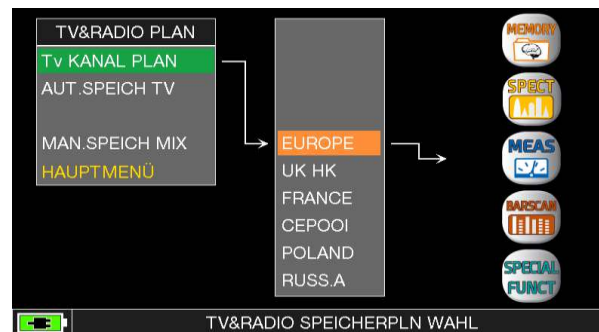 TV&RADIO PLAN
Tv KANAL PLAN
AUT.SPEICH TV
MAN.SPEICH MIX
HAUPTMENÜ
EUROPE
UK HK
FRANCE
CEPOOI
POLAND
RUSS.A
MEMORY
SPECT
MEAS
BARSCAN
SPECIAL
FUNCT
TV&RADIO SPEICHERPLN WAHL